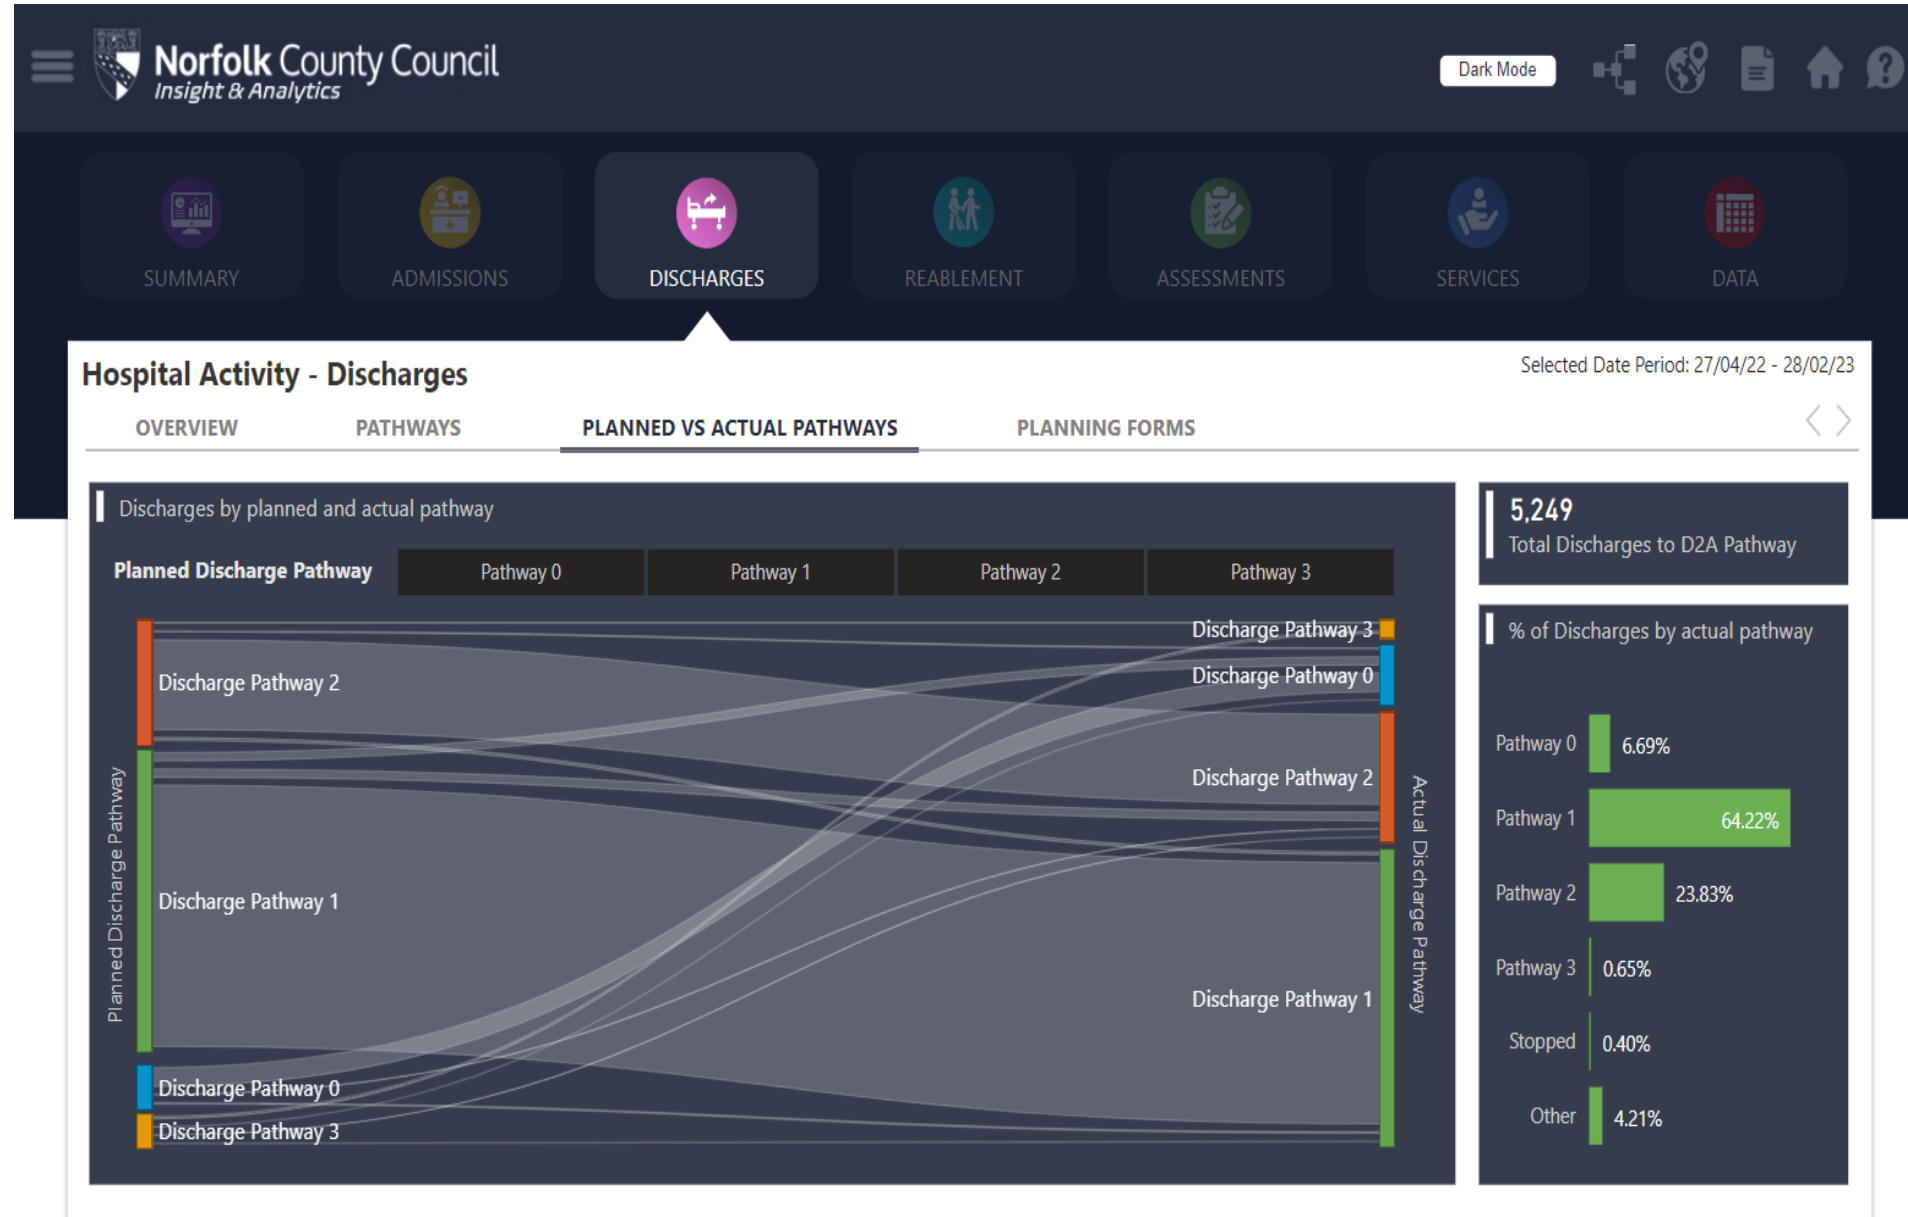 Norfolk County Council
Insight & Analytics
Dark Mode
SUMMARY
ADMISSIONS
DISCHARGES
REABLEMENT
ASSESSMENTS
SERVICES
DATA
Hospital Activity - Discharges
Selected Date Period: 27/04/22 - 28/02/23
OVERVIEW
PATHWAYS
PLANNED VS ACTUAL PATHWAYS
PLANNING FORMS
Discharges by planned and actual pathway
Planned Discharge Pathway
Pathway 0
Pathway 1
Pathway 2
Pathway 3
Planned Discharge Pathway
Discharge Pathway 2
Discharge Pathway 1
Discharge Pathway 0
Discharge Pathway 3
Discharge Pathway 3
Discharge Pathway 0
Discharge Pathway 2
Discharge Pathway 1
Actual Discharge Pathway
5,249
Total Discharges to D2A Pathway
% of Discharges by actual pathway
Pathway 0 6.69%
Pathway 1 64.22%
Pathway 2 23.83%
Pathway 3 0.65%
Stopped 0.40%
Other 4.21%